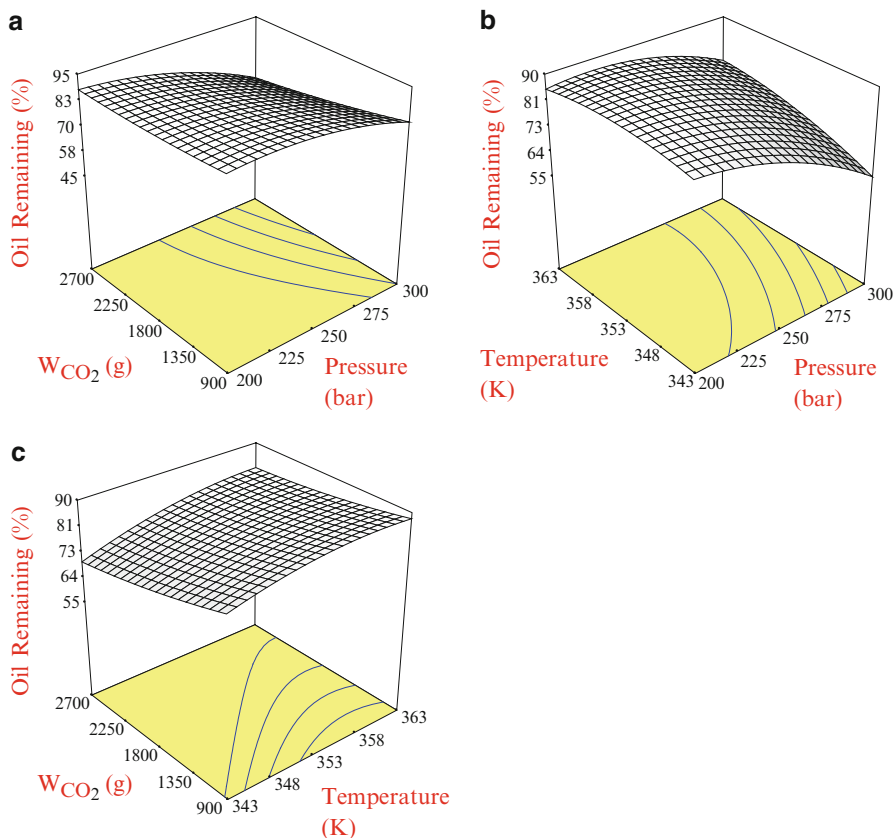 a
Oil Remaining (%)
95
83
70
58
45
2700
2250
1800
1350
900
W_CO2 (g)
200
225
250
275
300
Pressure
(bar)
b
Oil Remaining (%)
90
81
73
64
55
363
358
353
348
343
Temperature
(K)
200
225
250
275
300
Pressure
(bar)
c
Oil Remaining (%)
90
81
73
64
55
2700
2250
1800
1350
900
W_CO2 (g)
343
348
353
358
363
Temperature
(K)